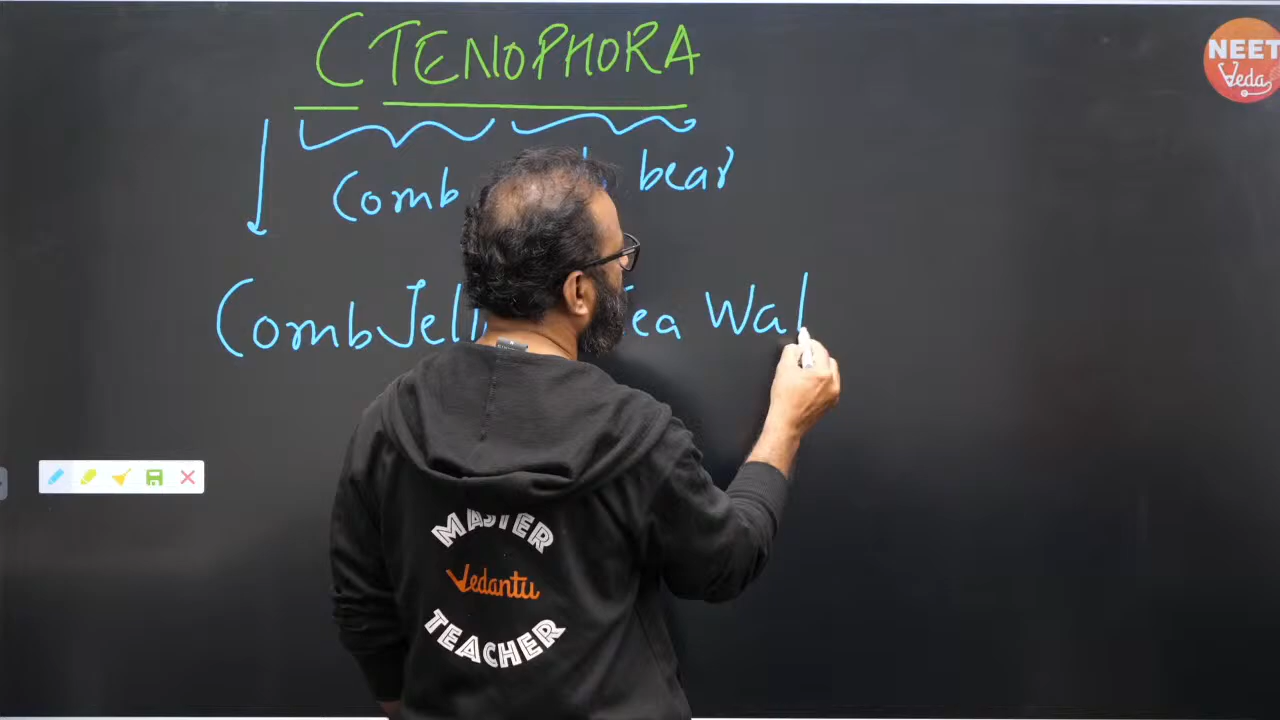 CTENOPHORA
NEET
Veda
Comb bear
CombJell ea Wal
MASTER
Vedantu
TEACHER